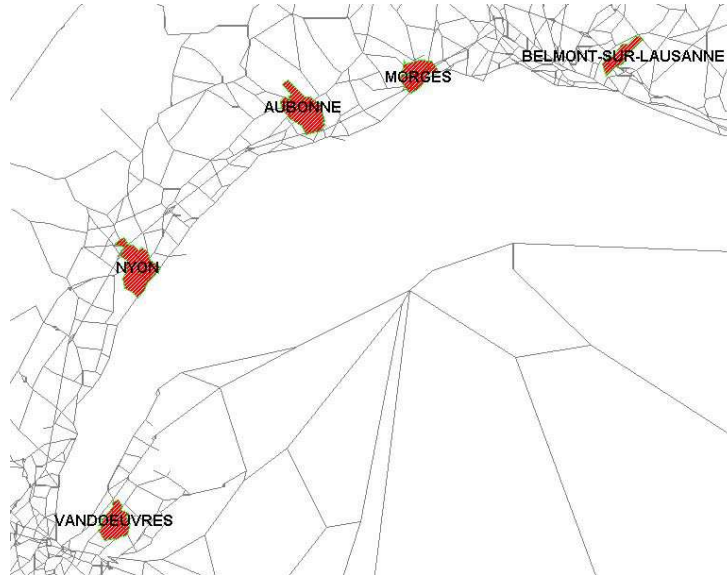 BELMONT-SUR-LAUSANNE
MORGES
AUBONNE
NYON
VANDOEUVRES